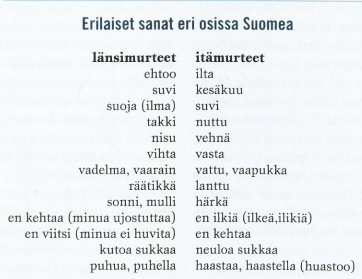 Erilaiset sanat eri osissa Suomea
länsimurteet itämurteet
ehtoo ilta
suvi kesäkuu
suoja (ilma) suvi
takki nuttu
nisu vehnä
vihta vasta
vadelma, vaarain vattu, vaapukka
räätikkä lanttu
sonni, mulli härkä
en kehtaa (minua ujostuttaa) en ilkiä (ilkeä,ilikiä)
en viitsi (minua ei huvita) en kehtaa
kutoa sukkaa neuloa sukkaa
puhua, puhella haastaa, haastella (huastoo)